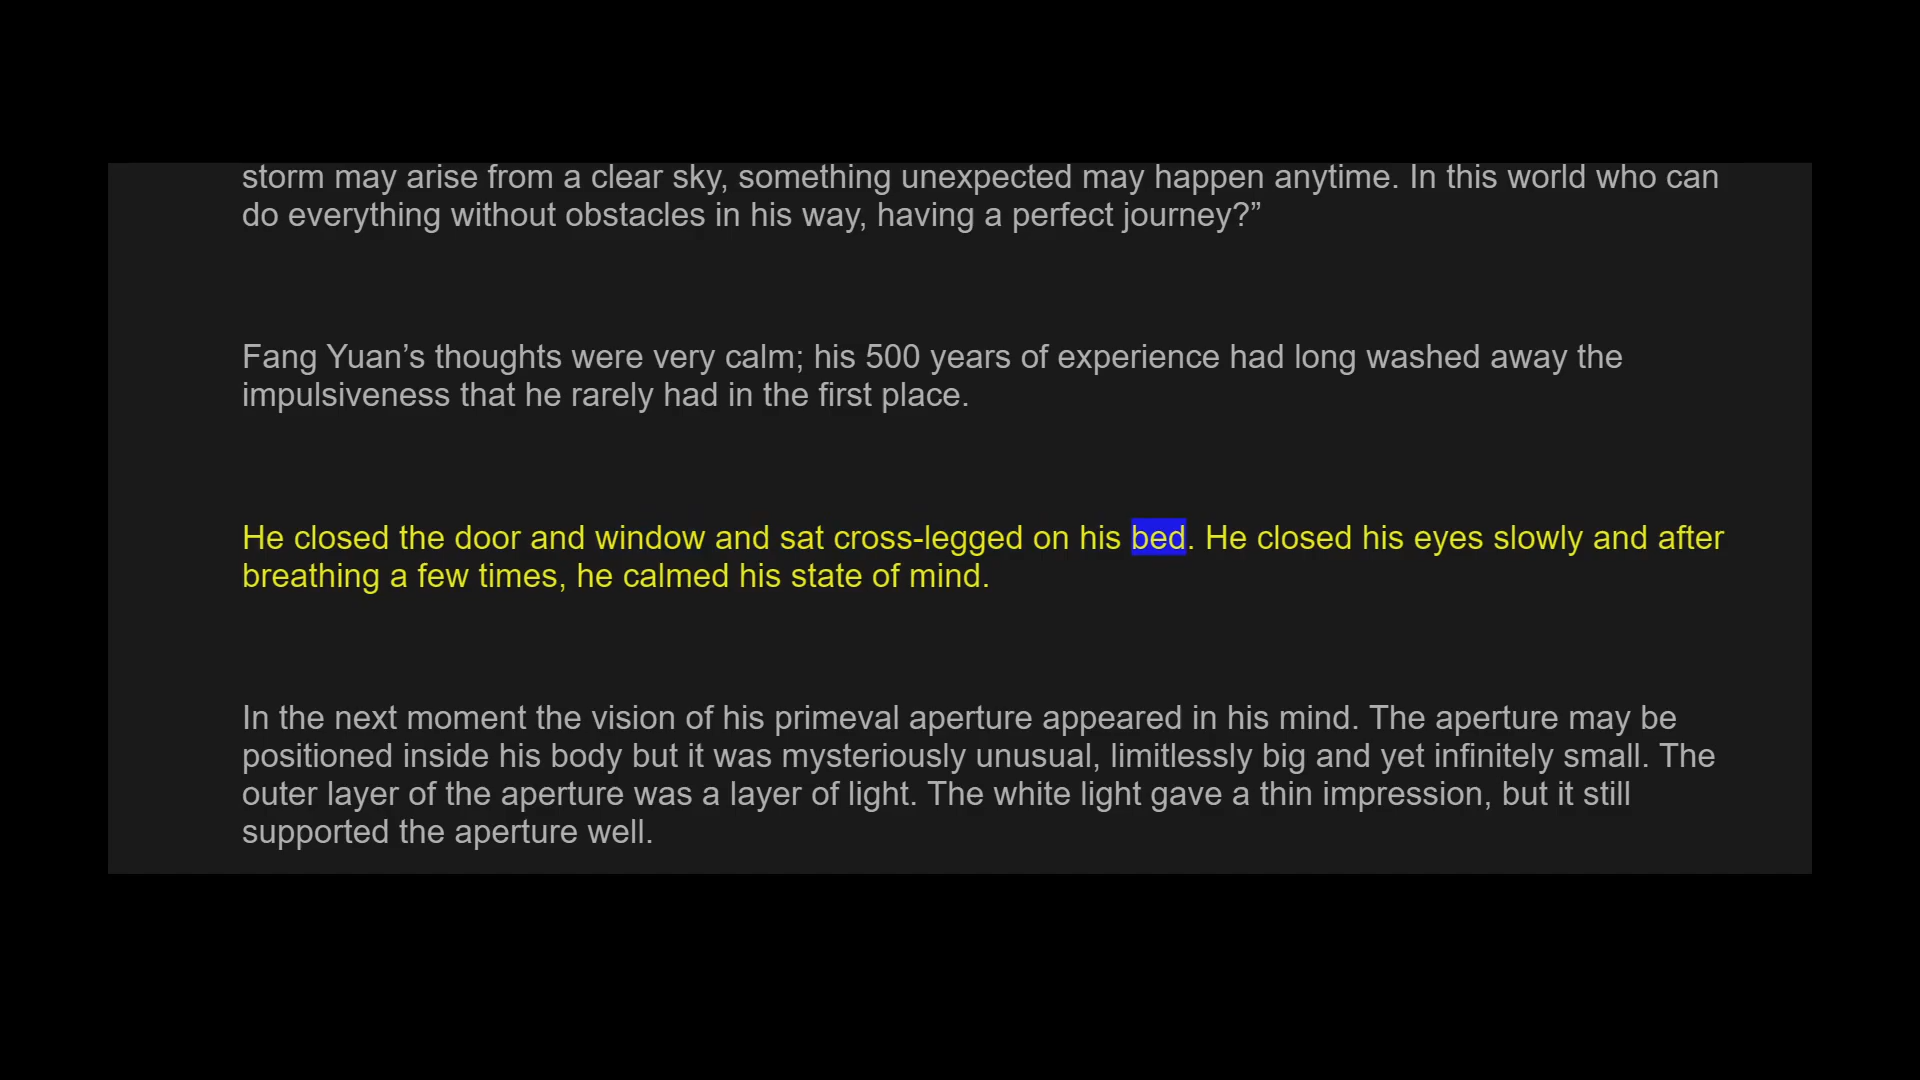 storm may arise from a clear sky, something unexpected may happen anytime. In this world who can
do everything without obstacles in his way, having a perfect journey?”
Fang Yuan’s thoughts were very calm; his 500 years of experience had long washed away the
impulsiveness that he rarely had in the first place.
He closed the door and window and sat cross-legged on his bed. He closed his eyes slowly and after
breathing a few times, he calmed his state of mind.
In the next moment the vision of his primeval aperture appeared in his mind. The aperture may be
positioned inside his body but it was mysteriously unusual, limitlessly big and yet infinitely small. The
outer layer of the aperture was a layer of light. The white light gave a thin impression, but it still
supported the aperture well.